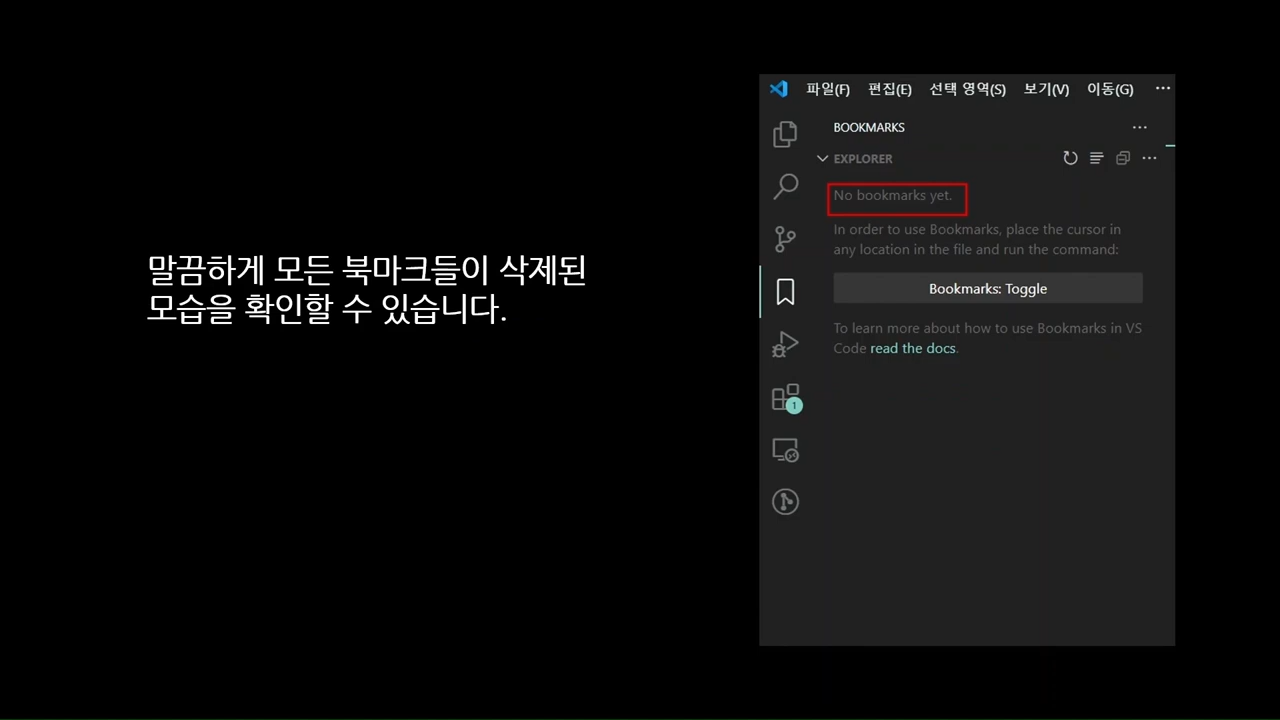 말끔하게 모든 북마크들이 삭제된
모습을 확인할 수 있습니다.
파일(F) 편집(E) 선택 영역(S) 보기(V) 이동(G) ···
BOOKMARKS ···
EXPLORER ···
No bookmarks yet.
In order to use Bookmarks, place the cursor in
any location in the file and run the command:
Bookmarks: Toggle
To learn more about how to use Bookmarks in VS
Code read the docs.
1